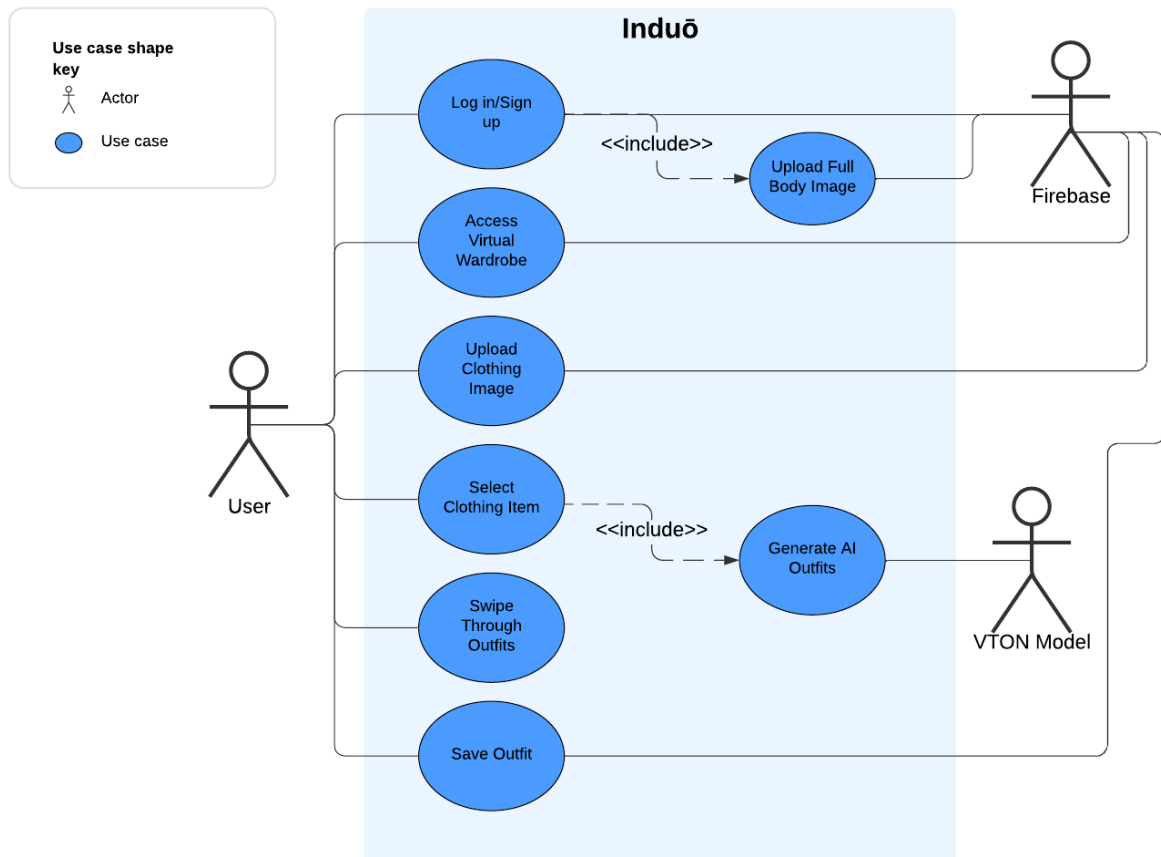 Induō
Use case shape
key
Actor
Use case
Log in/Sign
up
<<include>>
Upload Full
Body Image
Firebase
Access
Virtual
Wardrobe
Upload
Clothing
Image
User
Select
Clothing Item
<<include>>
Generate AI
Outfits
VTON Model
Swipe
Through
Outfits
Save Outfit